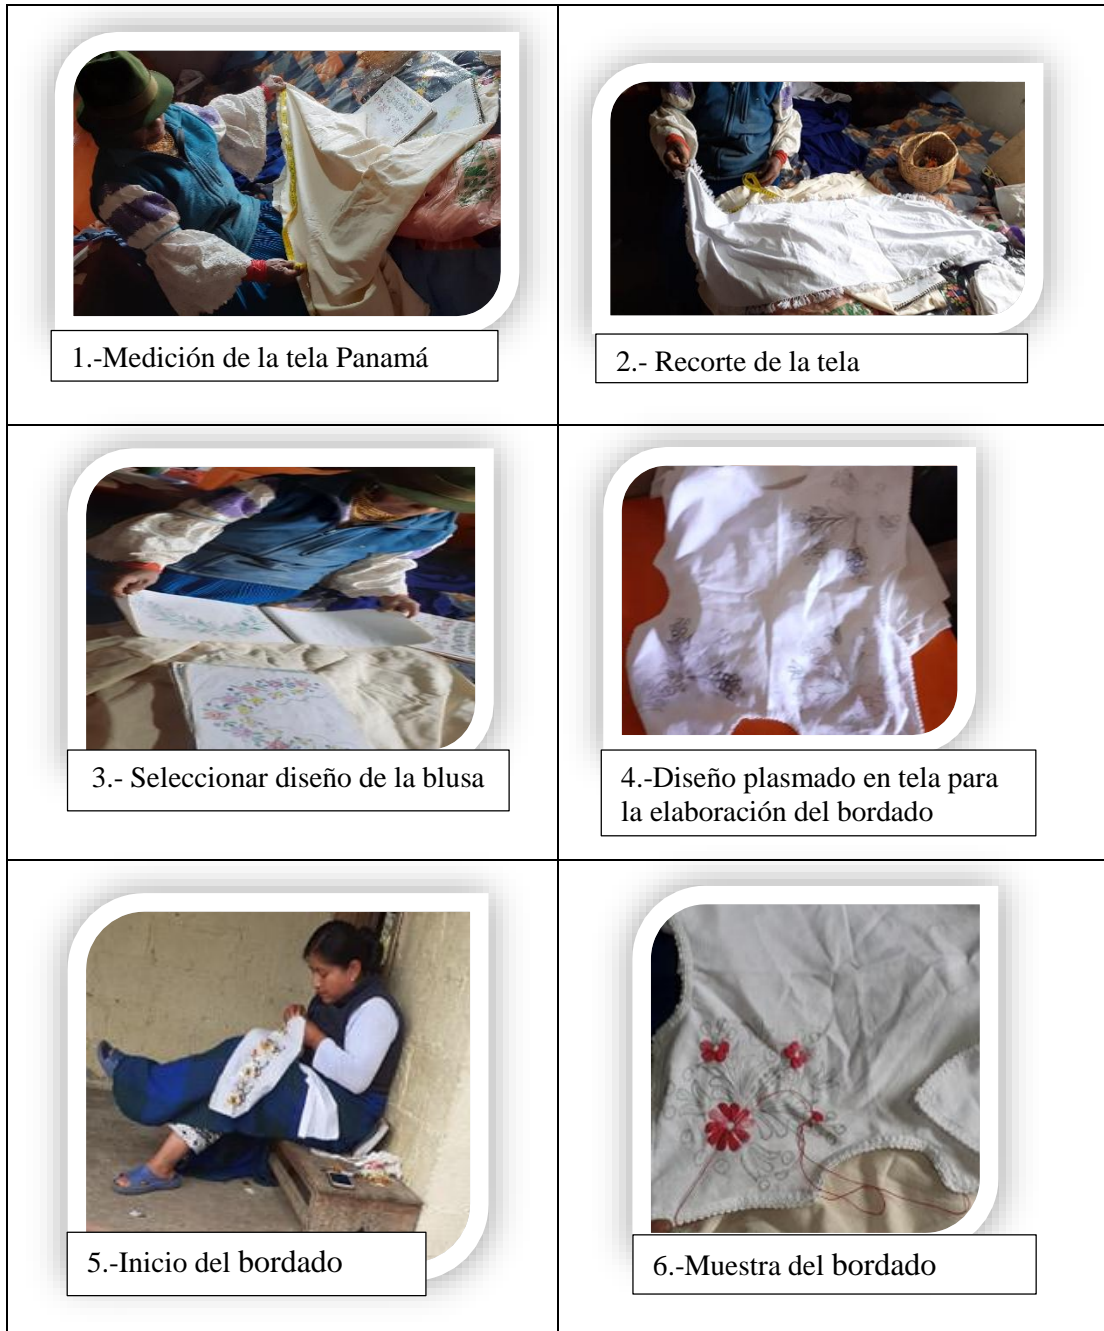 1.-Medición de la tela Panamá
2.- Recorte de la tela
3.- Seleccionar diseño de la blusa
4.-Diseño plasmado en tela para
la elaboración del bordado
5.-Inicio del bordado
6.-Muestra del bordado